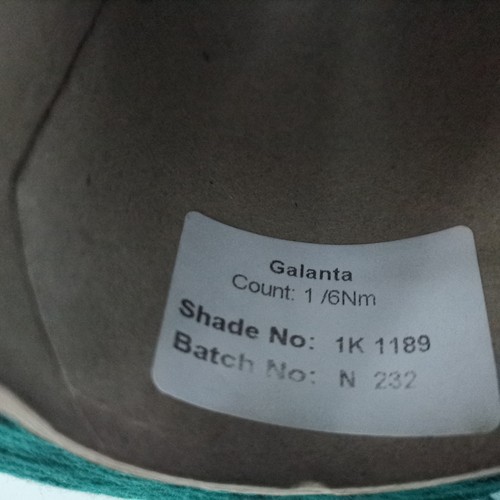 Galanta
Count: 1 /6Nm
Shade No: 1K 1189
Batch No: N 232